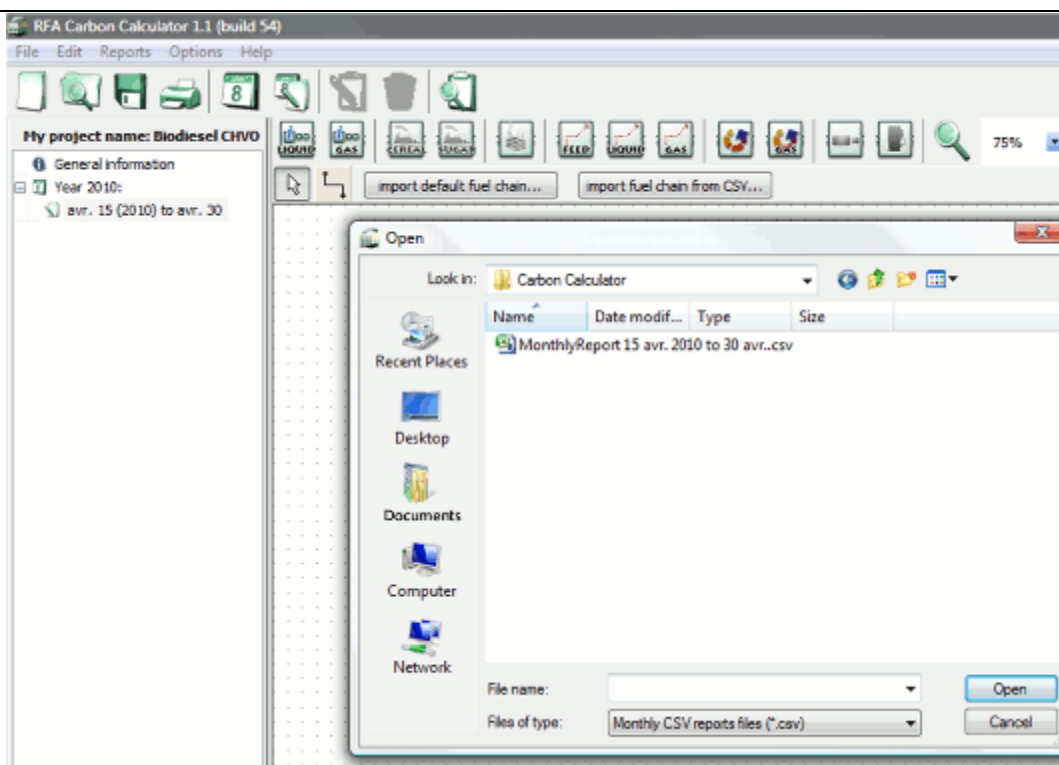 RFA Carbon Calculator 1.1 (build 54)
File Edit Reports Options Help
8
8
My project name: Biodiesel CHVO
LIQUID GAS CEREAL SUGAR FEED LIQUID GAS GAS 75%
General information
Year 2010:
avr. 15 (2010) to avr. 30
import default fuel chain... import fuel chain from CSV...
Open
X
Look in: Carbon Calculator
Name Date modif... Type Size
MonthlyReport 15 avr. 2010 to 30 avr..csv
Recent Places
Desktop
Documents
Computer
Network
File name: Open
Files of type: Monthly CSV reports files (*.csv) Cancel